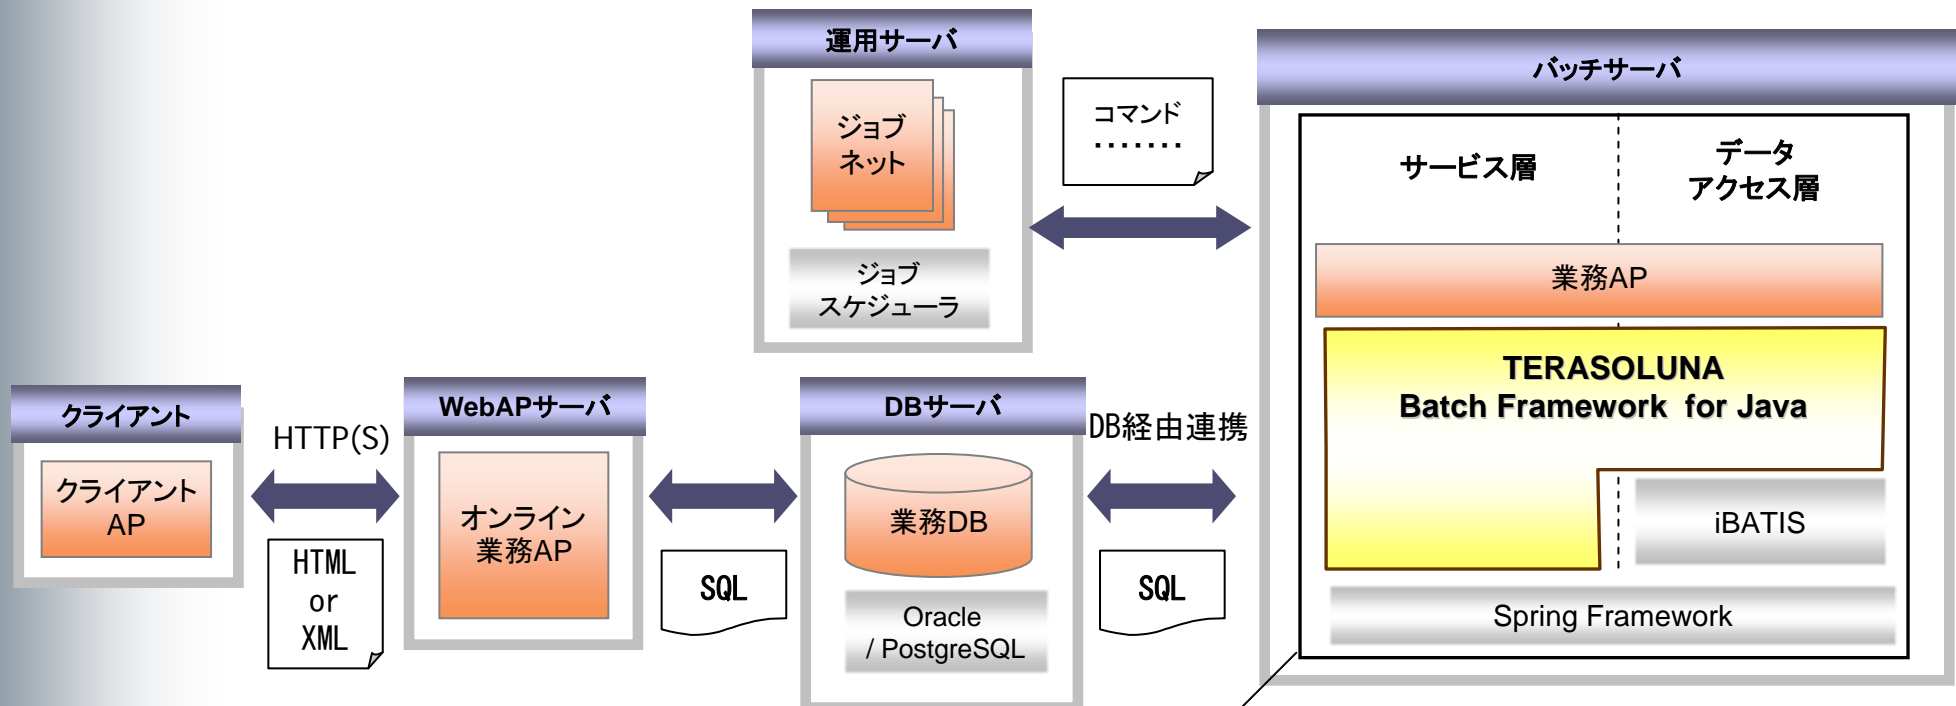 運用サーバ
ジョブ
ネット
ジョブ
スケジューラ
コマンド
・・・・・・・
バッチサーバ
サービス層
データ
アクセス層
業務AP
TERASOLUNA
Batch Framework for Java
iBATIS
Spring Framework
クライアント
クライアント
AP
HTTP(S)
HTML
or
XML
WebAPサーバ
オンライン
業務AP
SQL
DBサーバ
業務DB
Oracle
/ PostgreSQL
DB経由連携
SQL